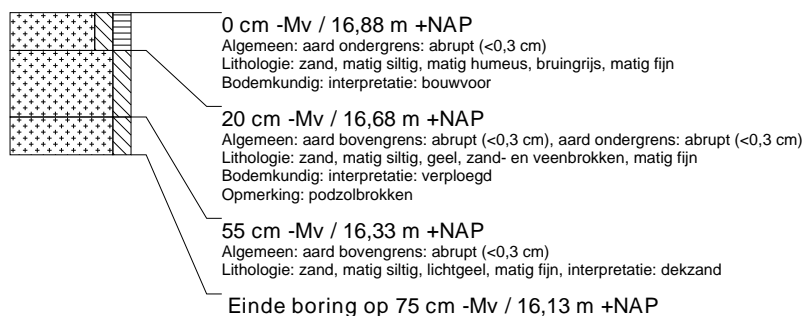 0 cm -Mv / 16,88 m +NAP
Algemeen: aard ondergrens: abrupt (<0,3 cm)
Lithologie: zand, matig siltig, matig humeus, bruingrijs, matig fijn
Bodemkundig: interpretatie: bouwvoor
20 cm -Mv / 16,68 m +NAP
Algemeen: aard bovengrens: abrupt (<0,3 cm), aard ondergrens: abrupt (<0,3 cm)
Lithologie: zand, matig siltig, geel, zand- en veenbrokken, matig fijn
Bodemkundig: interpretatie: verploegd
Opmerking: podzolbrokken
55 cm -Mv / 16,33 m +NAP
Algemeen: aard bovengrens: abrupt (<0,3 cm)
Lithologie: zand, matig siltig, lichtgeel, matig fijn, interpretatie: dekzand
Einde boring op 75 cm -Mv / 16,13 m +NAP